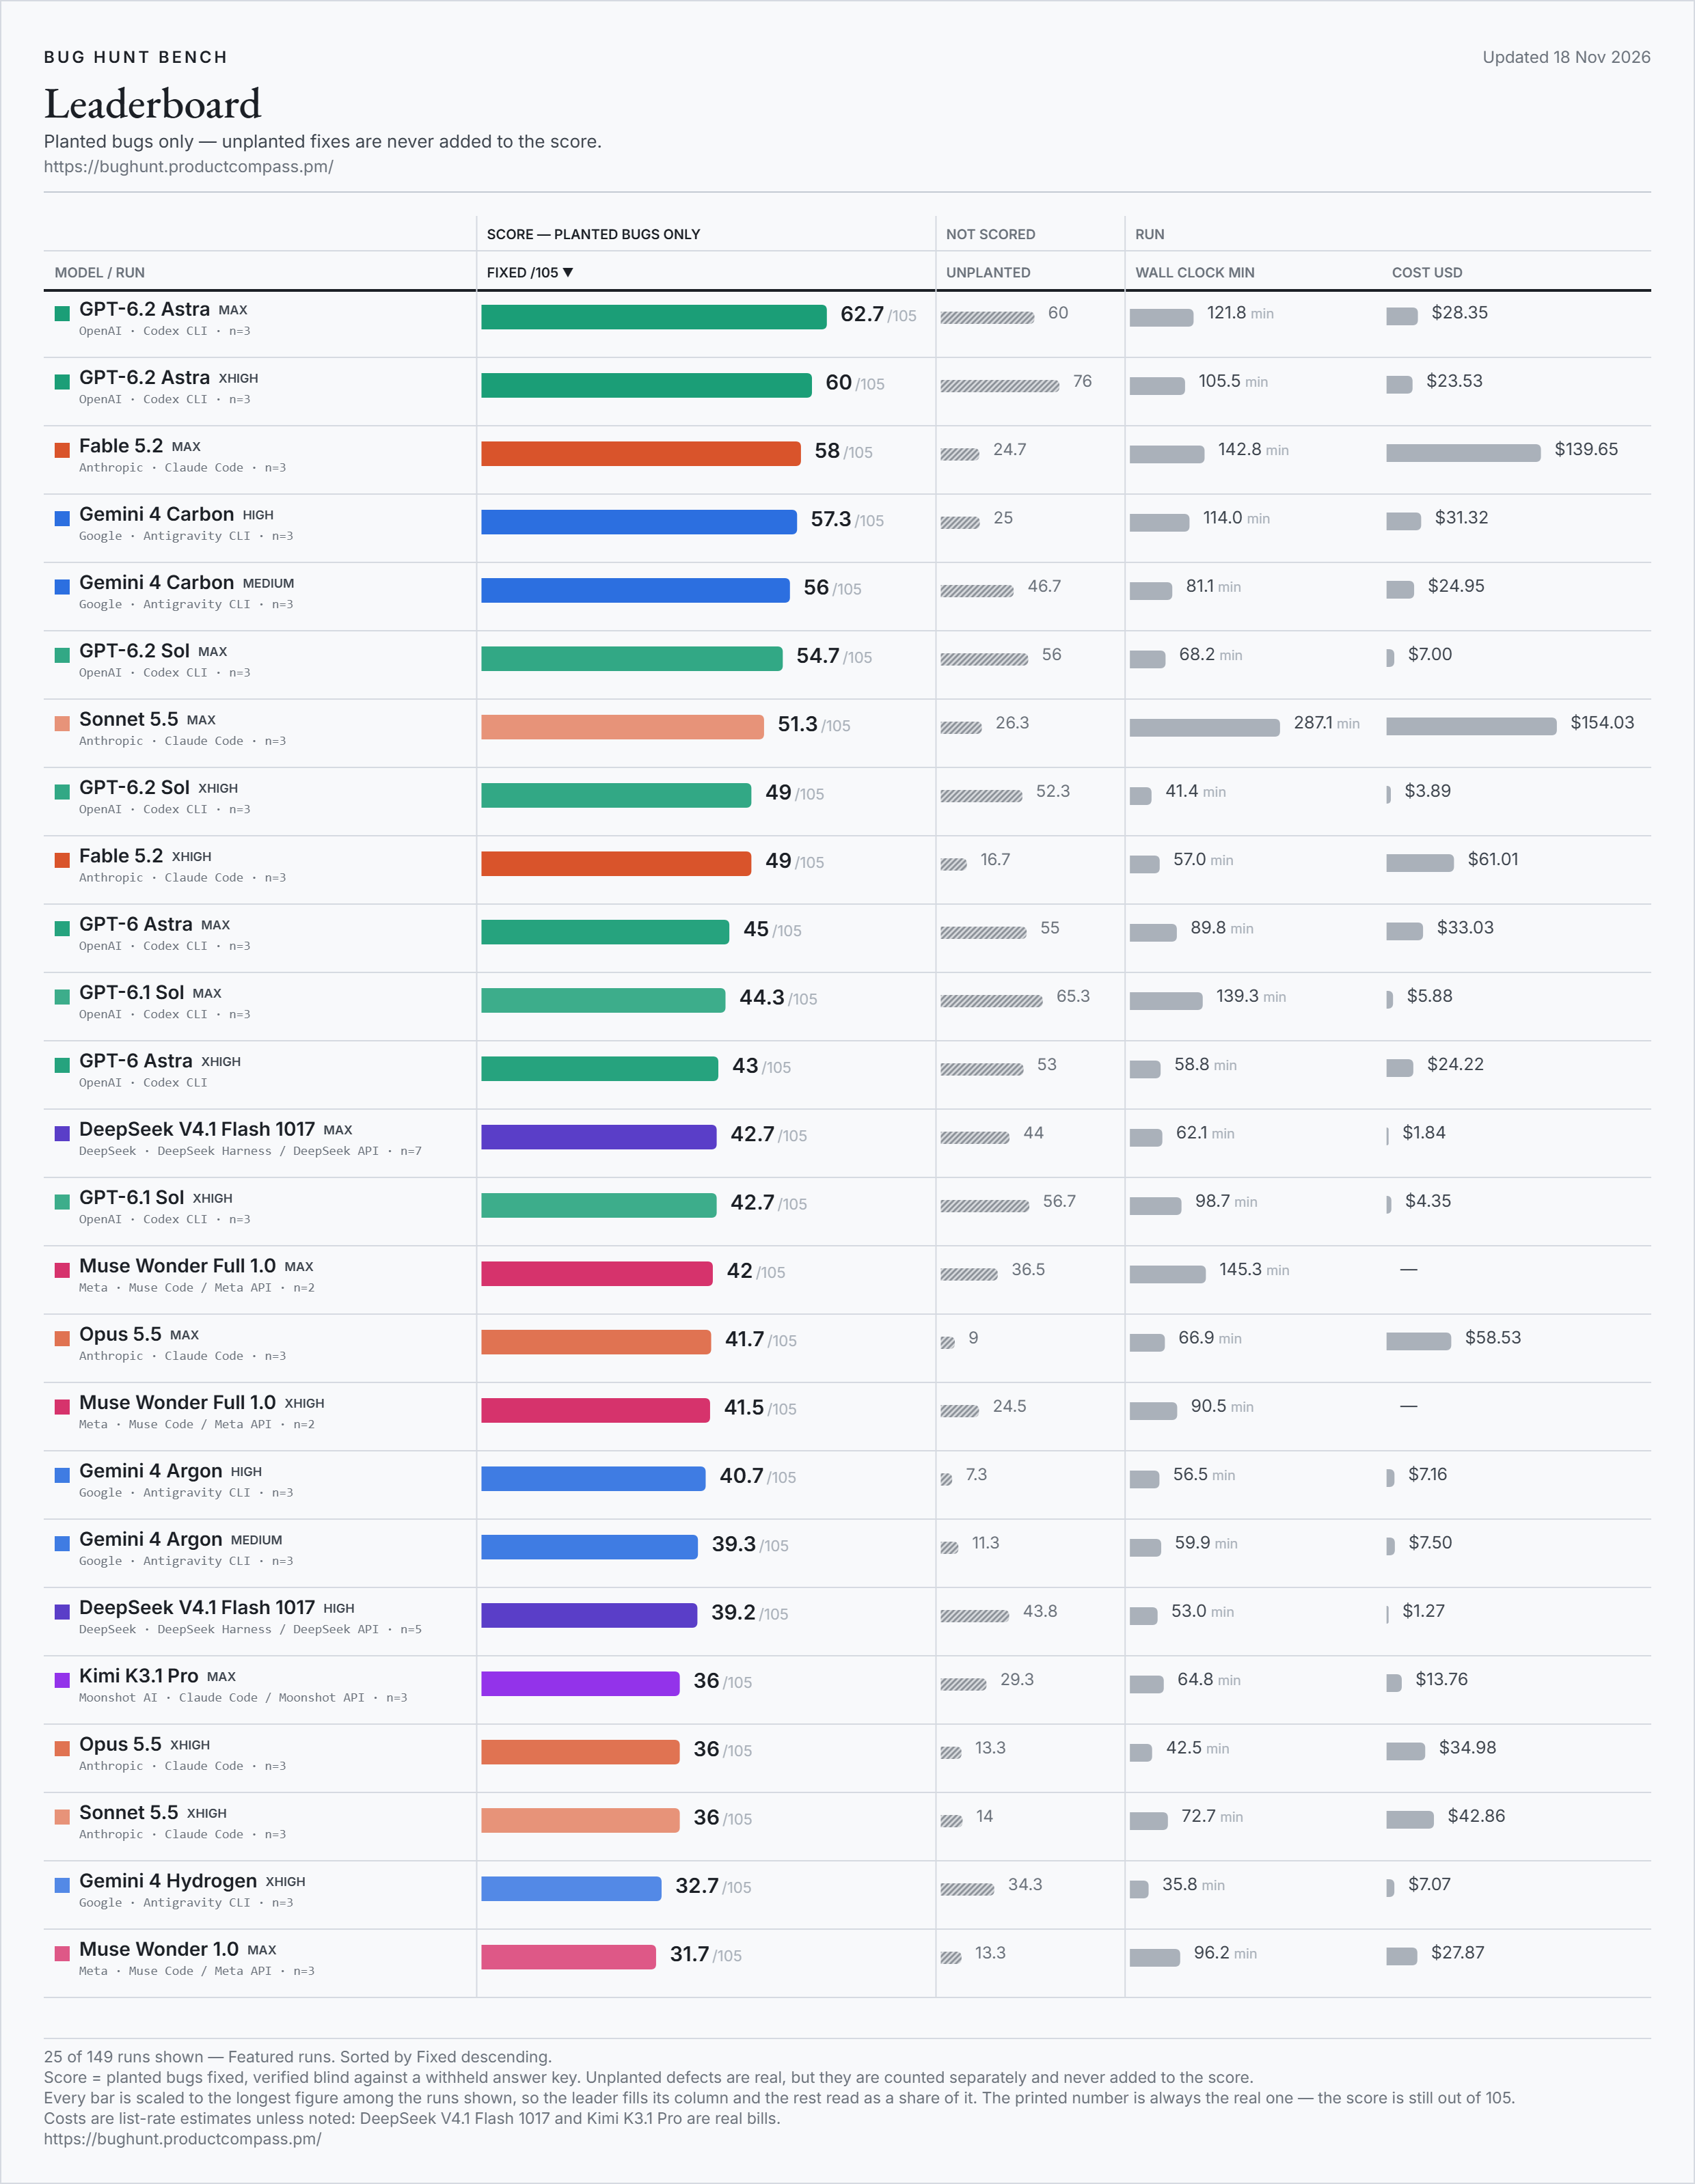 BUG HUNT BENCH
Updated 18 Nov 2026
Leaderboard
Planted bugs only — unplanted fixes are never added to the score.
https://bughunt.productcompass.pm/
SCORE — PLANTED BUGS ONLY NOT SCORED RUN
MODEL / RUN FIXED /105 ▼ UNPLANTED WALL CLOCK MIN COST USD
GPT-6.2 Astra MAX 62.7 /105 60 121.8 min $28.35
OpenAI · Codex CLI · n=3
GPT-6.2 Astra XHIGH 60 /105 76 105.5 min $23.53
OpenAI · Codex CLI · n=3
Fable 5.2 MAX 58 /105 24.7 142.8 min $139.65
Anthropic · Claude Code · n=3
Gemini 4 Carbon HIGH 57.3 /105 25 114.0 min $31.32
Google · Antigravity CLI · n=3
Gemini 4 Carbon MEDIUM 56 /105 46.7 81.1 min $24.95
Google · Antigravity CLI · n=3
GPT-6.2 Sol MAX 54.7 /105 56 68.2 min $7.00
OpenAI · Codex CLI · n=3
Sonnet 5.5 MAX 51.3 /105 26.3 287.1 min $154.03
Anthropic · Claude Code · n=3
GPT-6.2 Sol XHIGH 49 /105 52.3 41.4 min $3.89
OpenAI · Codex CLI · n=3
Fable 5.2 XHIGH 49 /105 16.7 57.0 min $61.01
Anthropic · Claude Code · n=3
GPT-6 Astra MAX 45 /105 55 89.8 min $33.03
OpenAI · Codex CLI · n=3
GPT-6.1 Sol MAX 44.3 /105 65.3 139.3 min $5.88
OpenAI · Codex CLI · n=3
GPT-6 Astra XHIGH 43 /105 53 58.8 min $24.22
OpenAI · Codex CLI
DeepSeek V4.1 Flash 1017 MAX 42.7 /105 44 62.1 min $1.84
DeepSeek · DeepSeek Harness / DeepSeek API · n=7
GPT-6.1 Sol XHIGH 42.7 /105 56.7 98.7 min $4.35
OpenAI · Codex CLI · n=3
Muse Wonder Full 1.0 MAX 42 /105 36.5 145.3 min —
Meta · Muse Code / Meta API · n=2
Opus 5.5 MAX 41.7 /105 9 66.9 min $58.53
Anthropic · Claude Code · n=3
Muse Wonder Full 1.0 XHIGH 41.5 /105 24.5 90.5 min —
Meta · Muse Code / Meta API · n=2
Gemini 4 Argon HIGH 40.7 /105 7.3 56.5 min $7.16
Google · Antigravity CLI · n=3
Gemini 4 Argon MEDIUM 39.3 /105 11.3 59.9 min $7.50
Google · Antigravity CLI · n=3
DeepSeek V4.1 Flash 1017 HIGH 39.2 /105 43.8 53.0 min $1.27
DeepSeek · DeepSeek Harness / DeepSeek API · n=5
Kimi K3.1 Pro MAX 36 /105 29.3 64.8 min $13.76
Moonshot AI · Claude Code / Moonshot API · n=3
Opus 5.5 XHIGH 36 /105 13.3 42.5 min $34.98
Anthropic · Claude Code · n=3
Sonnet 5.5 XHIGH 36 /105 14 72.7 min $42.86
Anthropic · Claude Code · n=3
Gemini 4 Hydrogen XHIGH 32.7 /105 34.3 35.8 min $7.07
Google · Antigravity CLI · n=3
Muse Wonder 1.0 MAX 31.7 /105 13.3 96.2 min $27.87
Meta · Muse Code / Meta API · n=3
25 of 149 runs shown — Featured runs. Sorted by Fixed descending.
Score = planted bugs fixed, verified blind against a withheld answer key. Unplanted defects are real, but they are counted separately and never added to the score.
Every bar is scaled to the longest figure among the runs shown, so the leader fills its column and the rest read as a share of it. The printed number is always the real one — the score is still out of 105.
Costs are list-rate estimates unless noted: DeepSeek V4.1 Flash 1017 and Kimi K3.1 Pro are real bills.
https://bughunt.productcompass.pm/